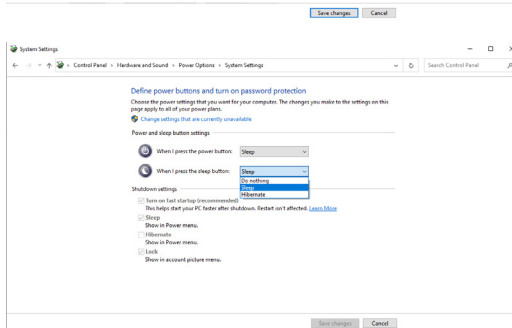 Save changes Cancel
System Settings
Control Panel › Hardware and Sound › Power Options › System Settings
Search Control Panel
Define power buttons and turn on password protection
Choose the power settings that you want for your computer. The changes you make to the settings on this
page apply to all of your power plans.
Change settings that are currently unavailable
Power and sleep button settings
When I press the power button: Sleep
When I press the sleep button: Sleep
Do nothing
Sleep
Hibernate
Shutdown settings
Turn on fast startup (recommended)
This helps start your PC faster after shutdown. Restart isn't affected. Learn More
Sleep
Show in Power menu.
Hibernate
Show in Power menu.
Lock
Show in account picture menu.
Save changes Cancel